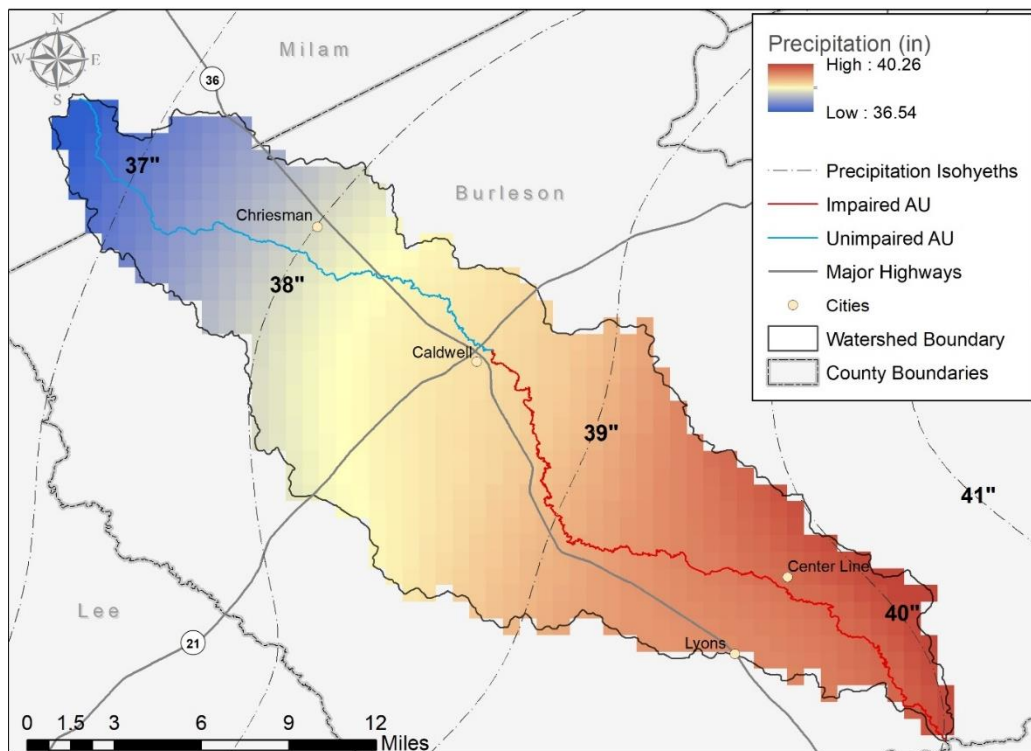 N
W E
S
Milam
36
37"
Burleson
Chriesman
38"
Caldwell
39"
41"
Center Line
40"
Lee
21
Lyons
0 1.5 3 6 9 12
Miles
Precipitation (in)
High : 40.26
Low : 36.54
Precipitation Isohyeths
Impaired AU
Unimpaired AU
Major Highways
Cities
Watershed Boundary
County Boundaries